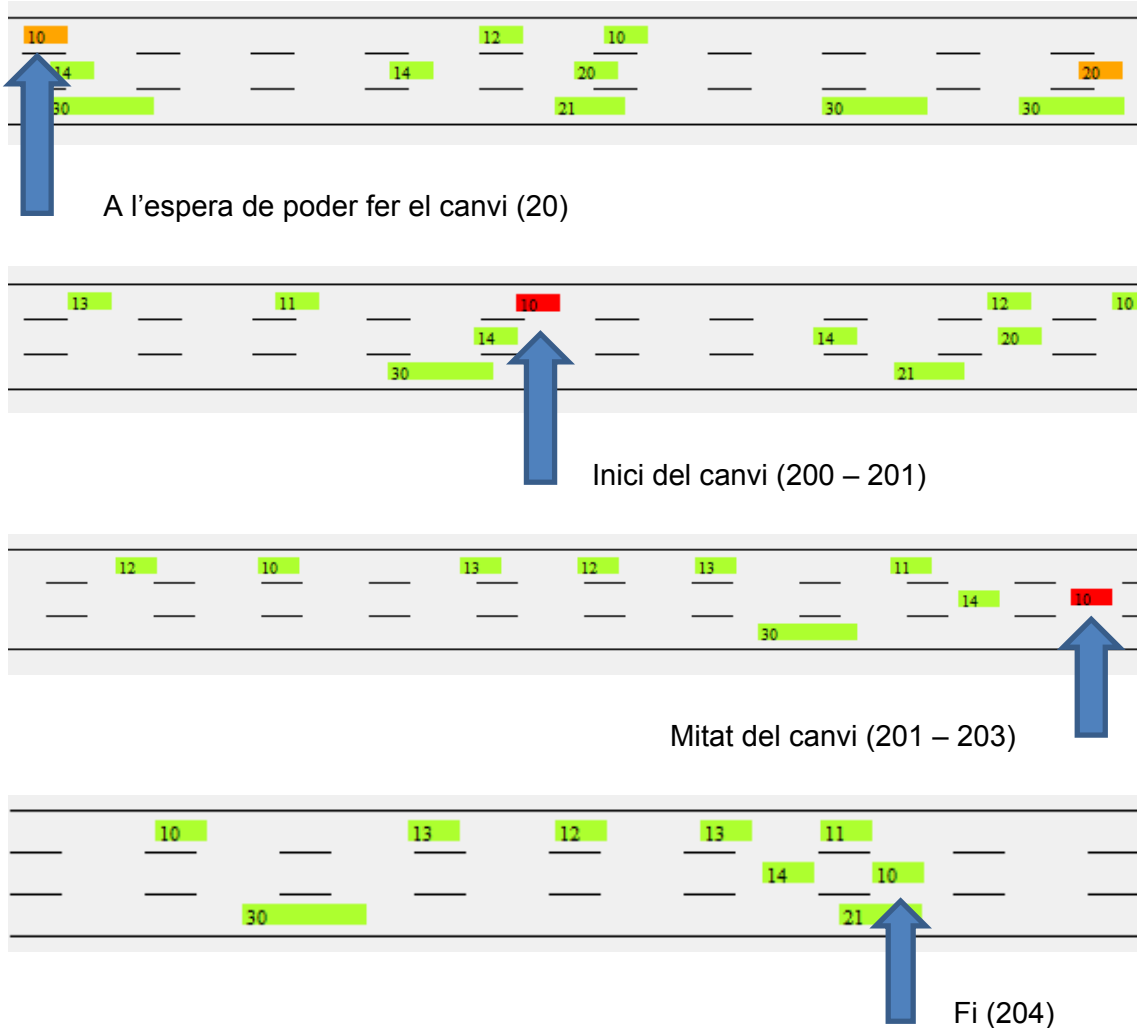 10 12 10
14 14 20 20
30 21 30 30
A l’espera de poder fer el canvi (20)
13 11 10 12 10
14 14 20
30 21
Inici del canvi (200 – 201)
12 10 13 12 13 11
14 10
30
Mitat del canvi (201 – 203)
10 13 12 13 11
14 10
30 21
Fi (204)